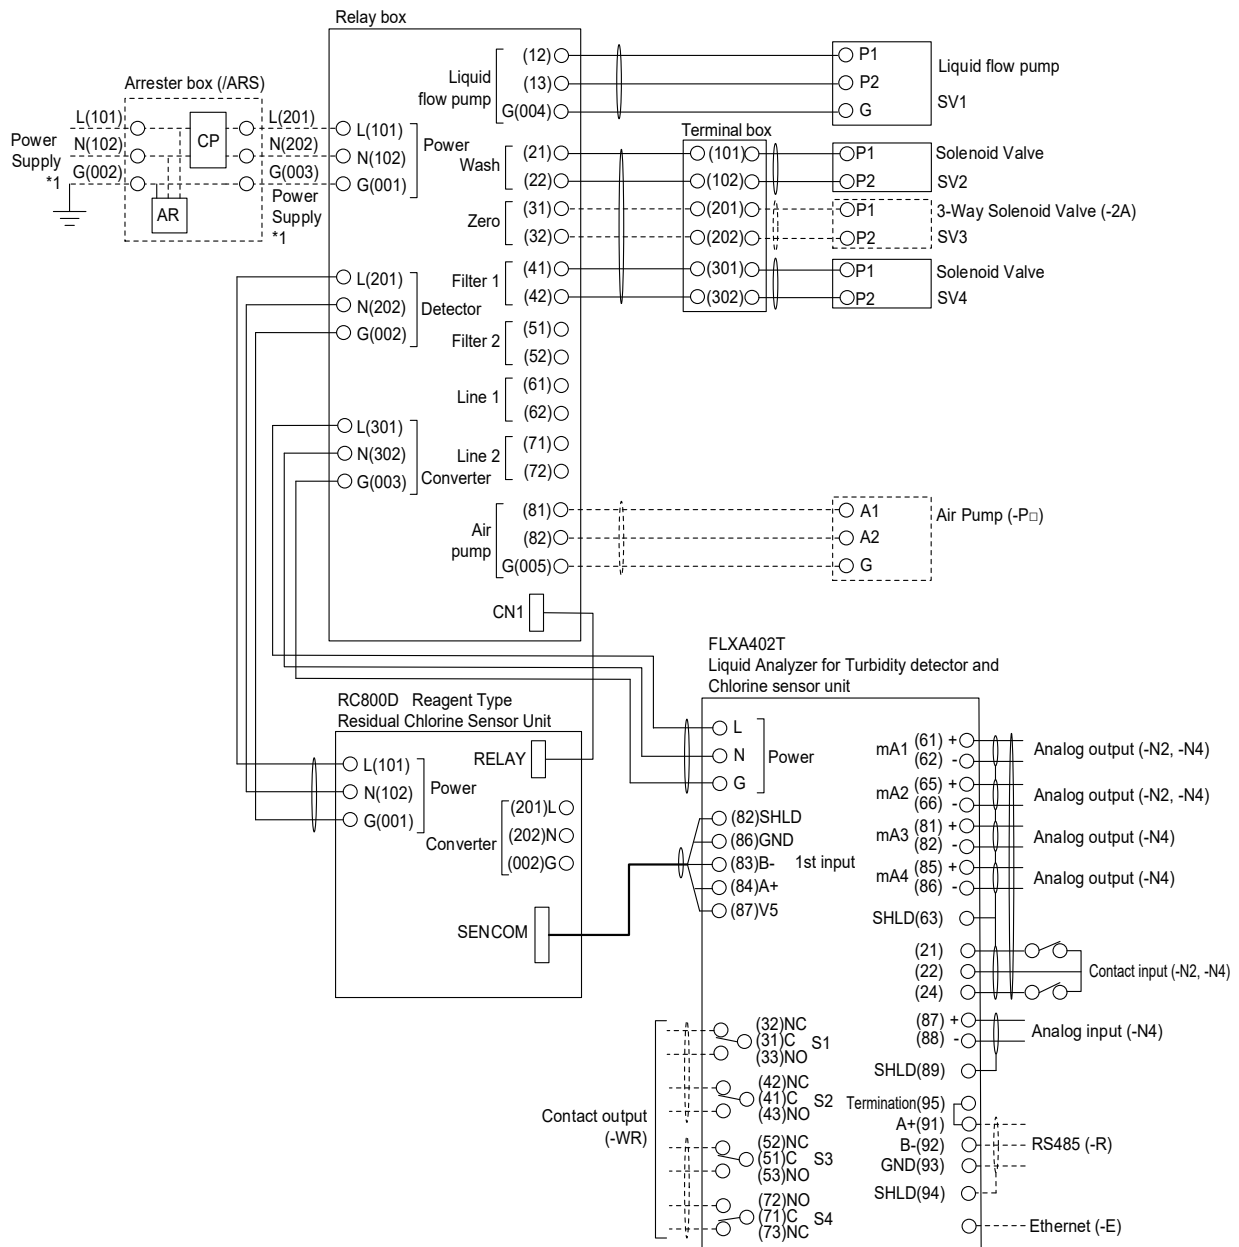 Relay box
Arrester box (/ARS)
L(101)
N(102)
G(002)
Power
Supply
*1
CP
AR
L(201)
N(202)
G(003)
Power
Supply
*1
L(101)
N(102)
G(001)
Power
L(201)
N(202)
G(002)
Detector
L(301)
N(302)
G(003)
Converter
Liquid
flow pump
(12)
(13)
G(004)
Wash
(21)
(22)
Zero
(31)
(32)
Filter 1
(41)
(42)
Filter 2
(51)
(52)
Line 1
(61)
(62)
Line 2
(71)
(72)
Air
pump
(81)
(82)
G(005)
CN1
Terminal box
(101)
(102)
(201)
(202)
(301)
(302)
P1
P2
G
Liquid flow pump
SV1
P1
P2
Solenoid Valve
SV2
P1
P2
3-Way Solenoid Valve (-2A)
SV3
P1
P2
Solenoid Valve
SV4
A1
A2
G
Air Pump (-P□)
RC800D Reagent Type
Residual Chlorine Sensor Unit
L(101)
N(102)
G(001)
Power
RELAY
Converter
(201)L
(202)N
(002)G
SENCOM
FLXA402T
Liquid Analyzer for Turbidity detector and
Chlorine sensor unit
L
N
G
Power
(82)SHLD
(86)GND
(83)B-
(84)A+
(87)V5
1st input
mA1
(61) +
(62) -
Analog output (-N2, -N4)
mA2
(65) +
(66) -
Analog output (-N2, -N4)
mA3
(81) +
(82) -
Analog output (-N4)
mA4
(85) +
(86) -
Analog output (-N4)
SHLD(63)
(21)
(22)
(24)
Contact input (-N2, -N4)
(87) +
(88) -
Analog input (-N4)
SHLD(89)
Termination(95)
A+(91)
B-(92)
GND(93)
SHLD(94)
RS485 (-R)
Ethernet (-E)
Contact output
(-WR)
(32)NC
(31)C
(33)NO
S1
(42)NC
(41)C
(43)NO
S2
(52)NC
(51)C
(53)NO
S3
(72)NO
(71)C
(73)NC
S4